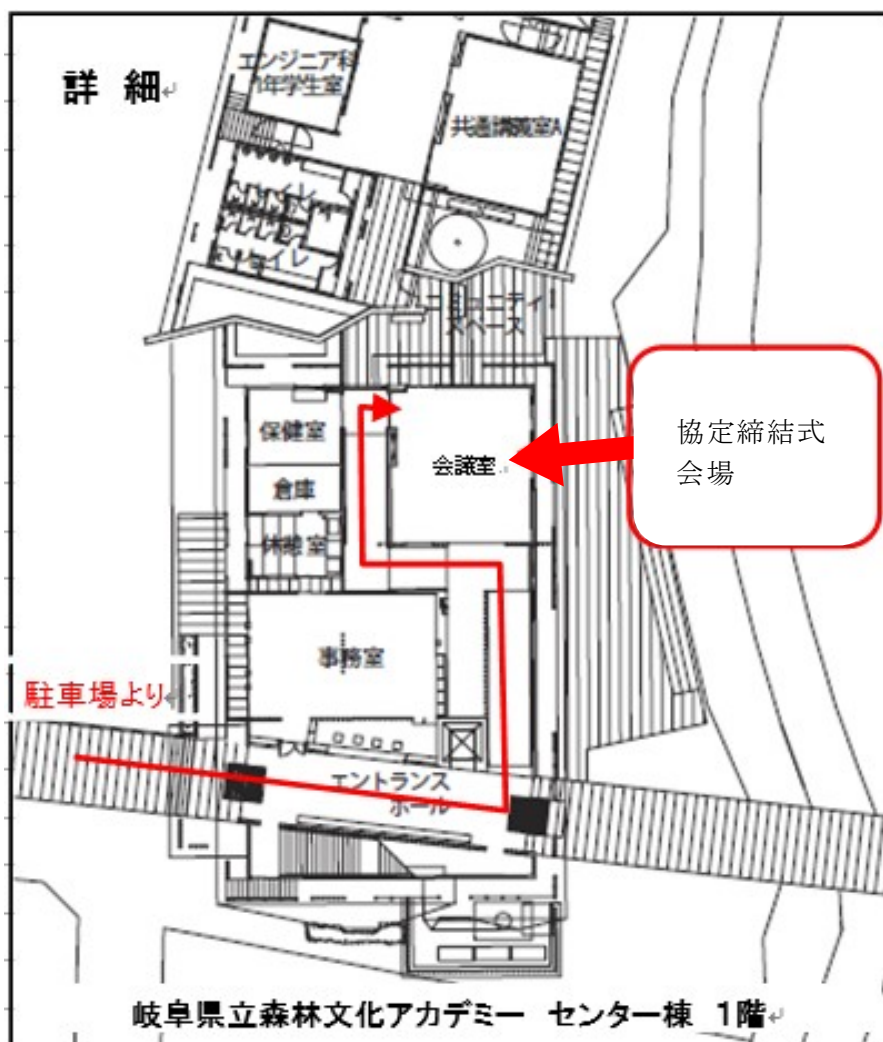 詳 細
エンジニア科
1年学生室
共通講義室A
トイレ
トイレ
コミュニティ
スペース
保健室
会議室
協定締結式
会場
倉庫
休憩室
事務室
駐車場より
エントランス
ホール
岐阜県立森林文化アカデミー センター棟 1階